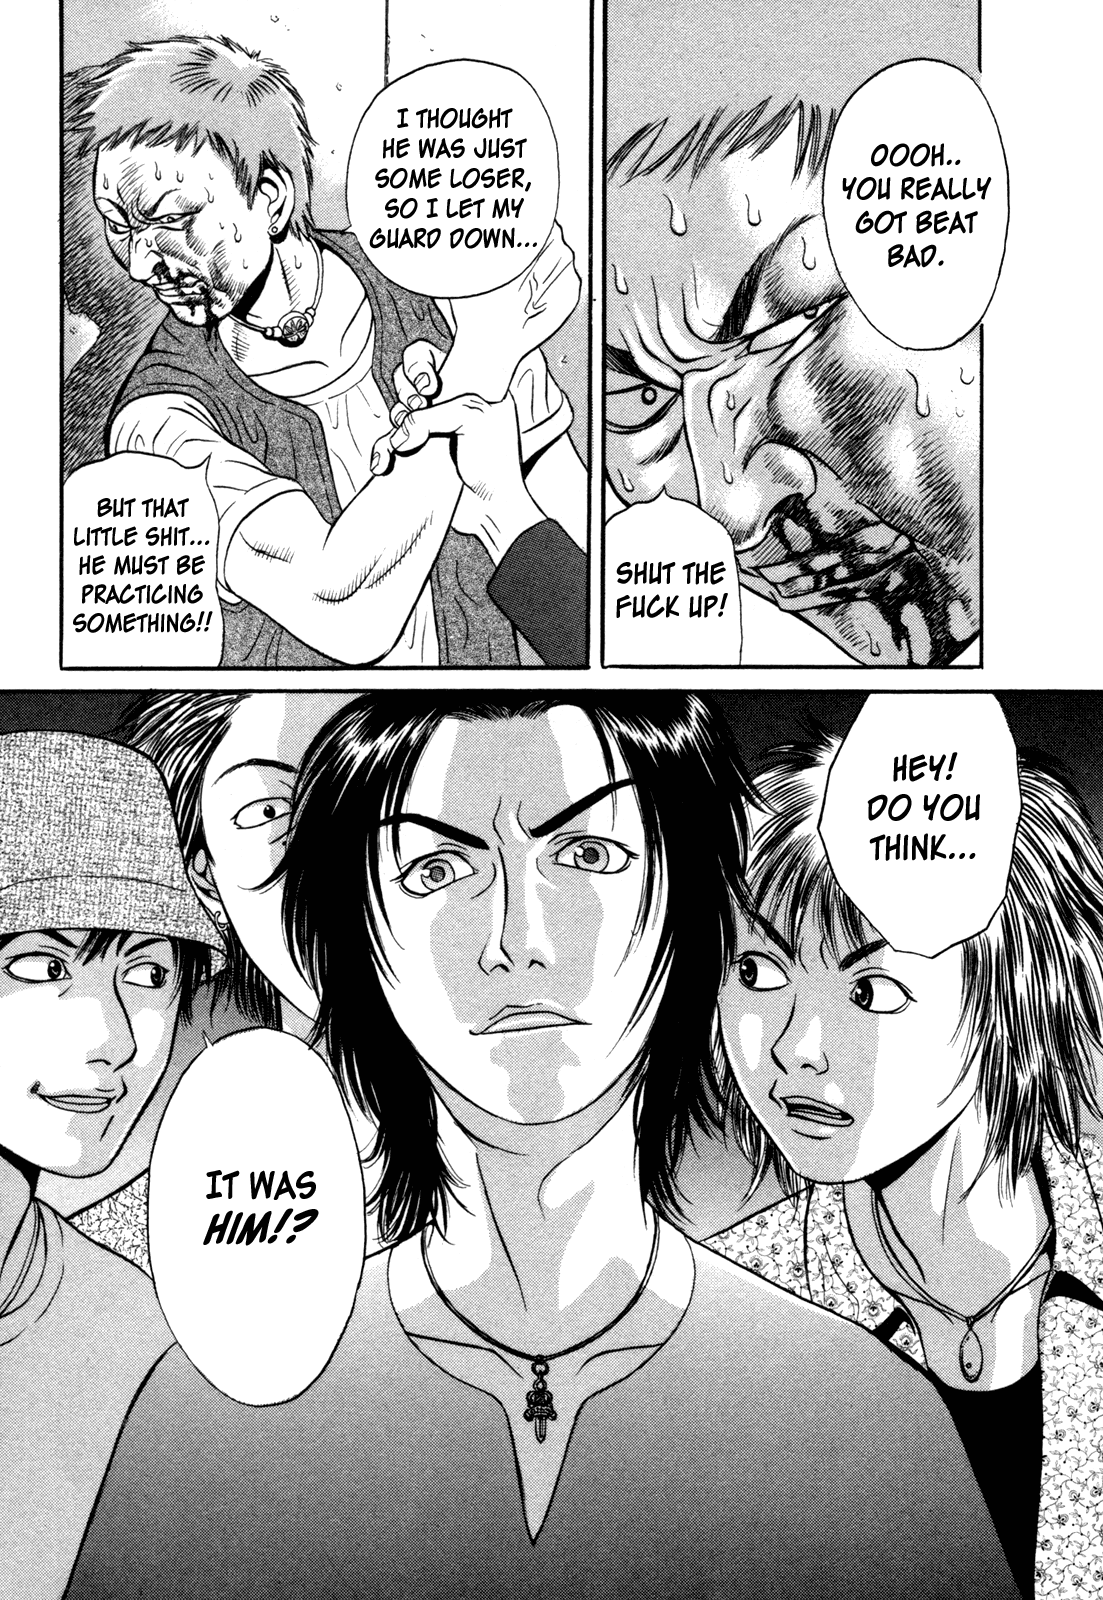 OOOH..
YOU REALLY
GOT BEAT
BAD.
SHUT THE
FUCK UP!
I THOUGHT
HE WAS JUST
SOME LOSER,
SO I LET MY
GUARD DOWN...
BUT THAT
LITTLE SHIT...
HE MUST BE
PRACTICING
SOMETHING!!
HEY!
DO YOU
THINK...
IT WAS
HIM!?